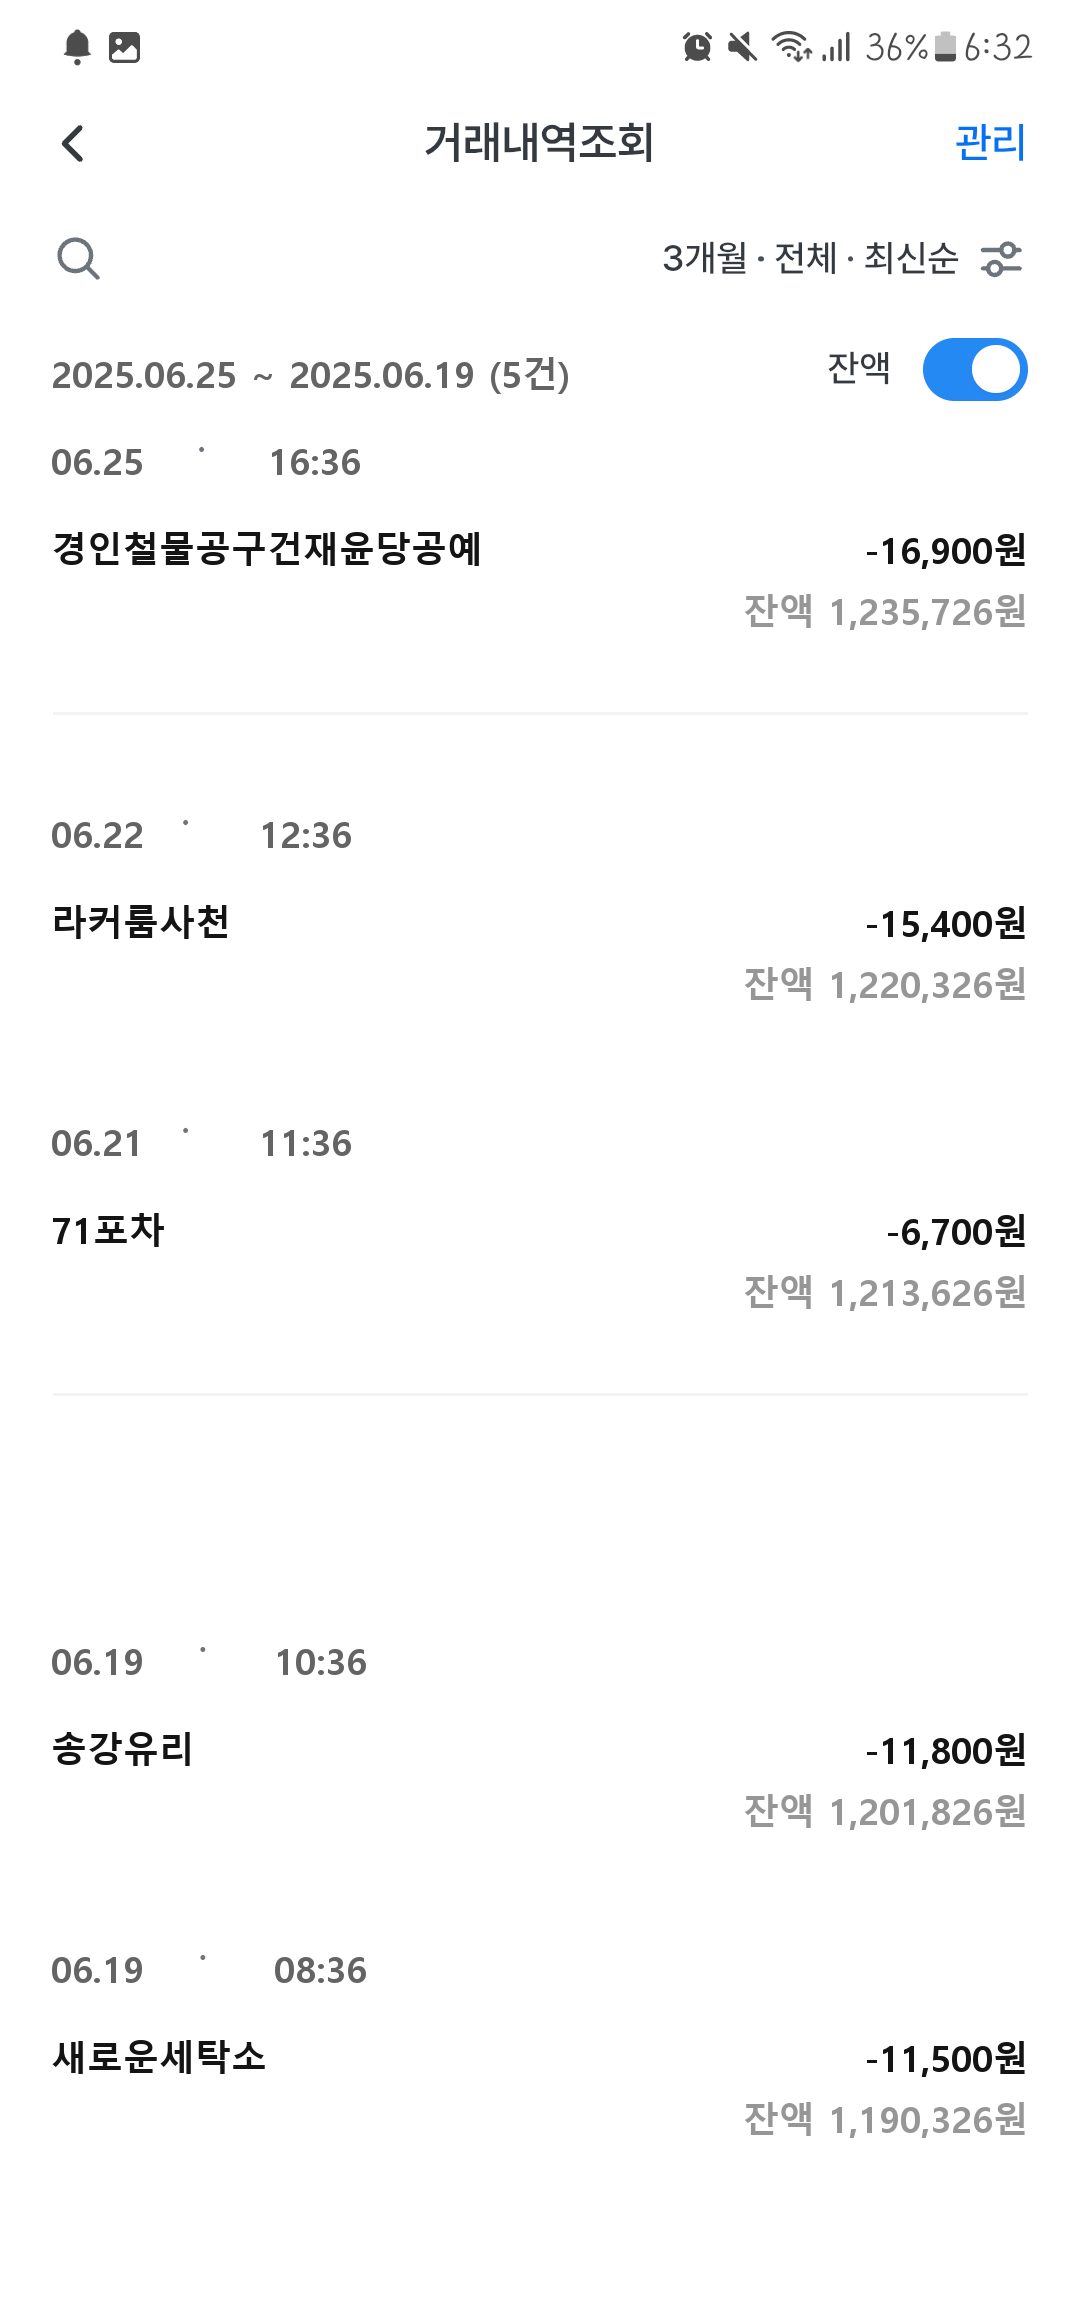 36% 6:32
거래내역조회 관리
3개월 · 전체 · 최신순
2025.06.25 ~ 2025.06.19 (5건) 잔액
06.25 · 16:36
경인철물공구건재윤당공예 -16,900원
잔액 1,235,726원
06.22 · 12:36
라커룸사천 -15,400원
잔액 1,220,326원
06.21 · 11:36
71포차 -6,700원
잔액 1,213,626원
06.19 · 10:36
송강유리 -11,800원
잔액 1,201,826원
06.19 · 08:36
새로운세탁소 -11,500원
잔액 1,190,326원